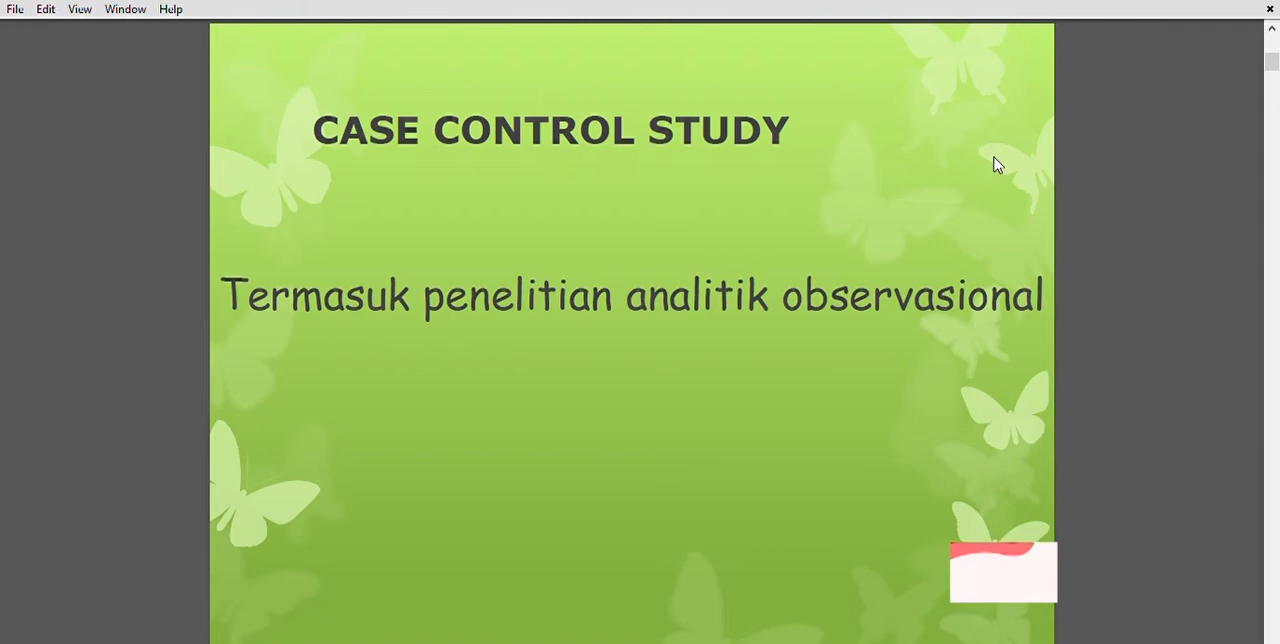 File Edit View Window Help
CASE CONTROL STUDY
Termasuk penelitian analitik observasional